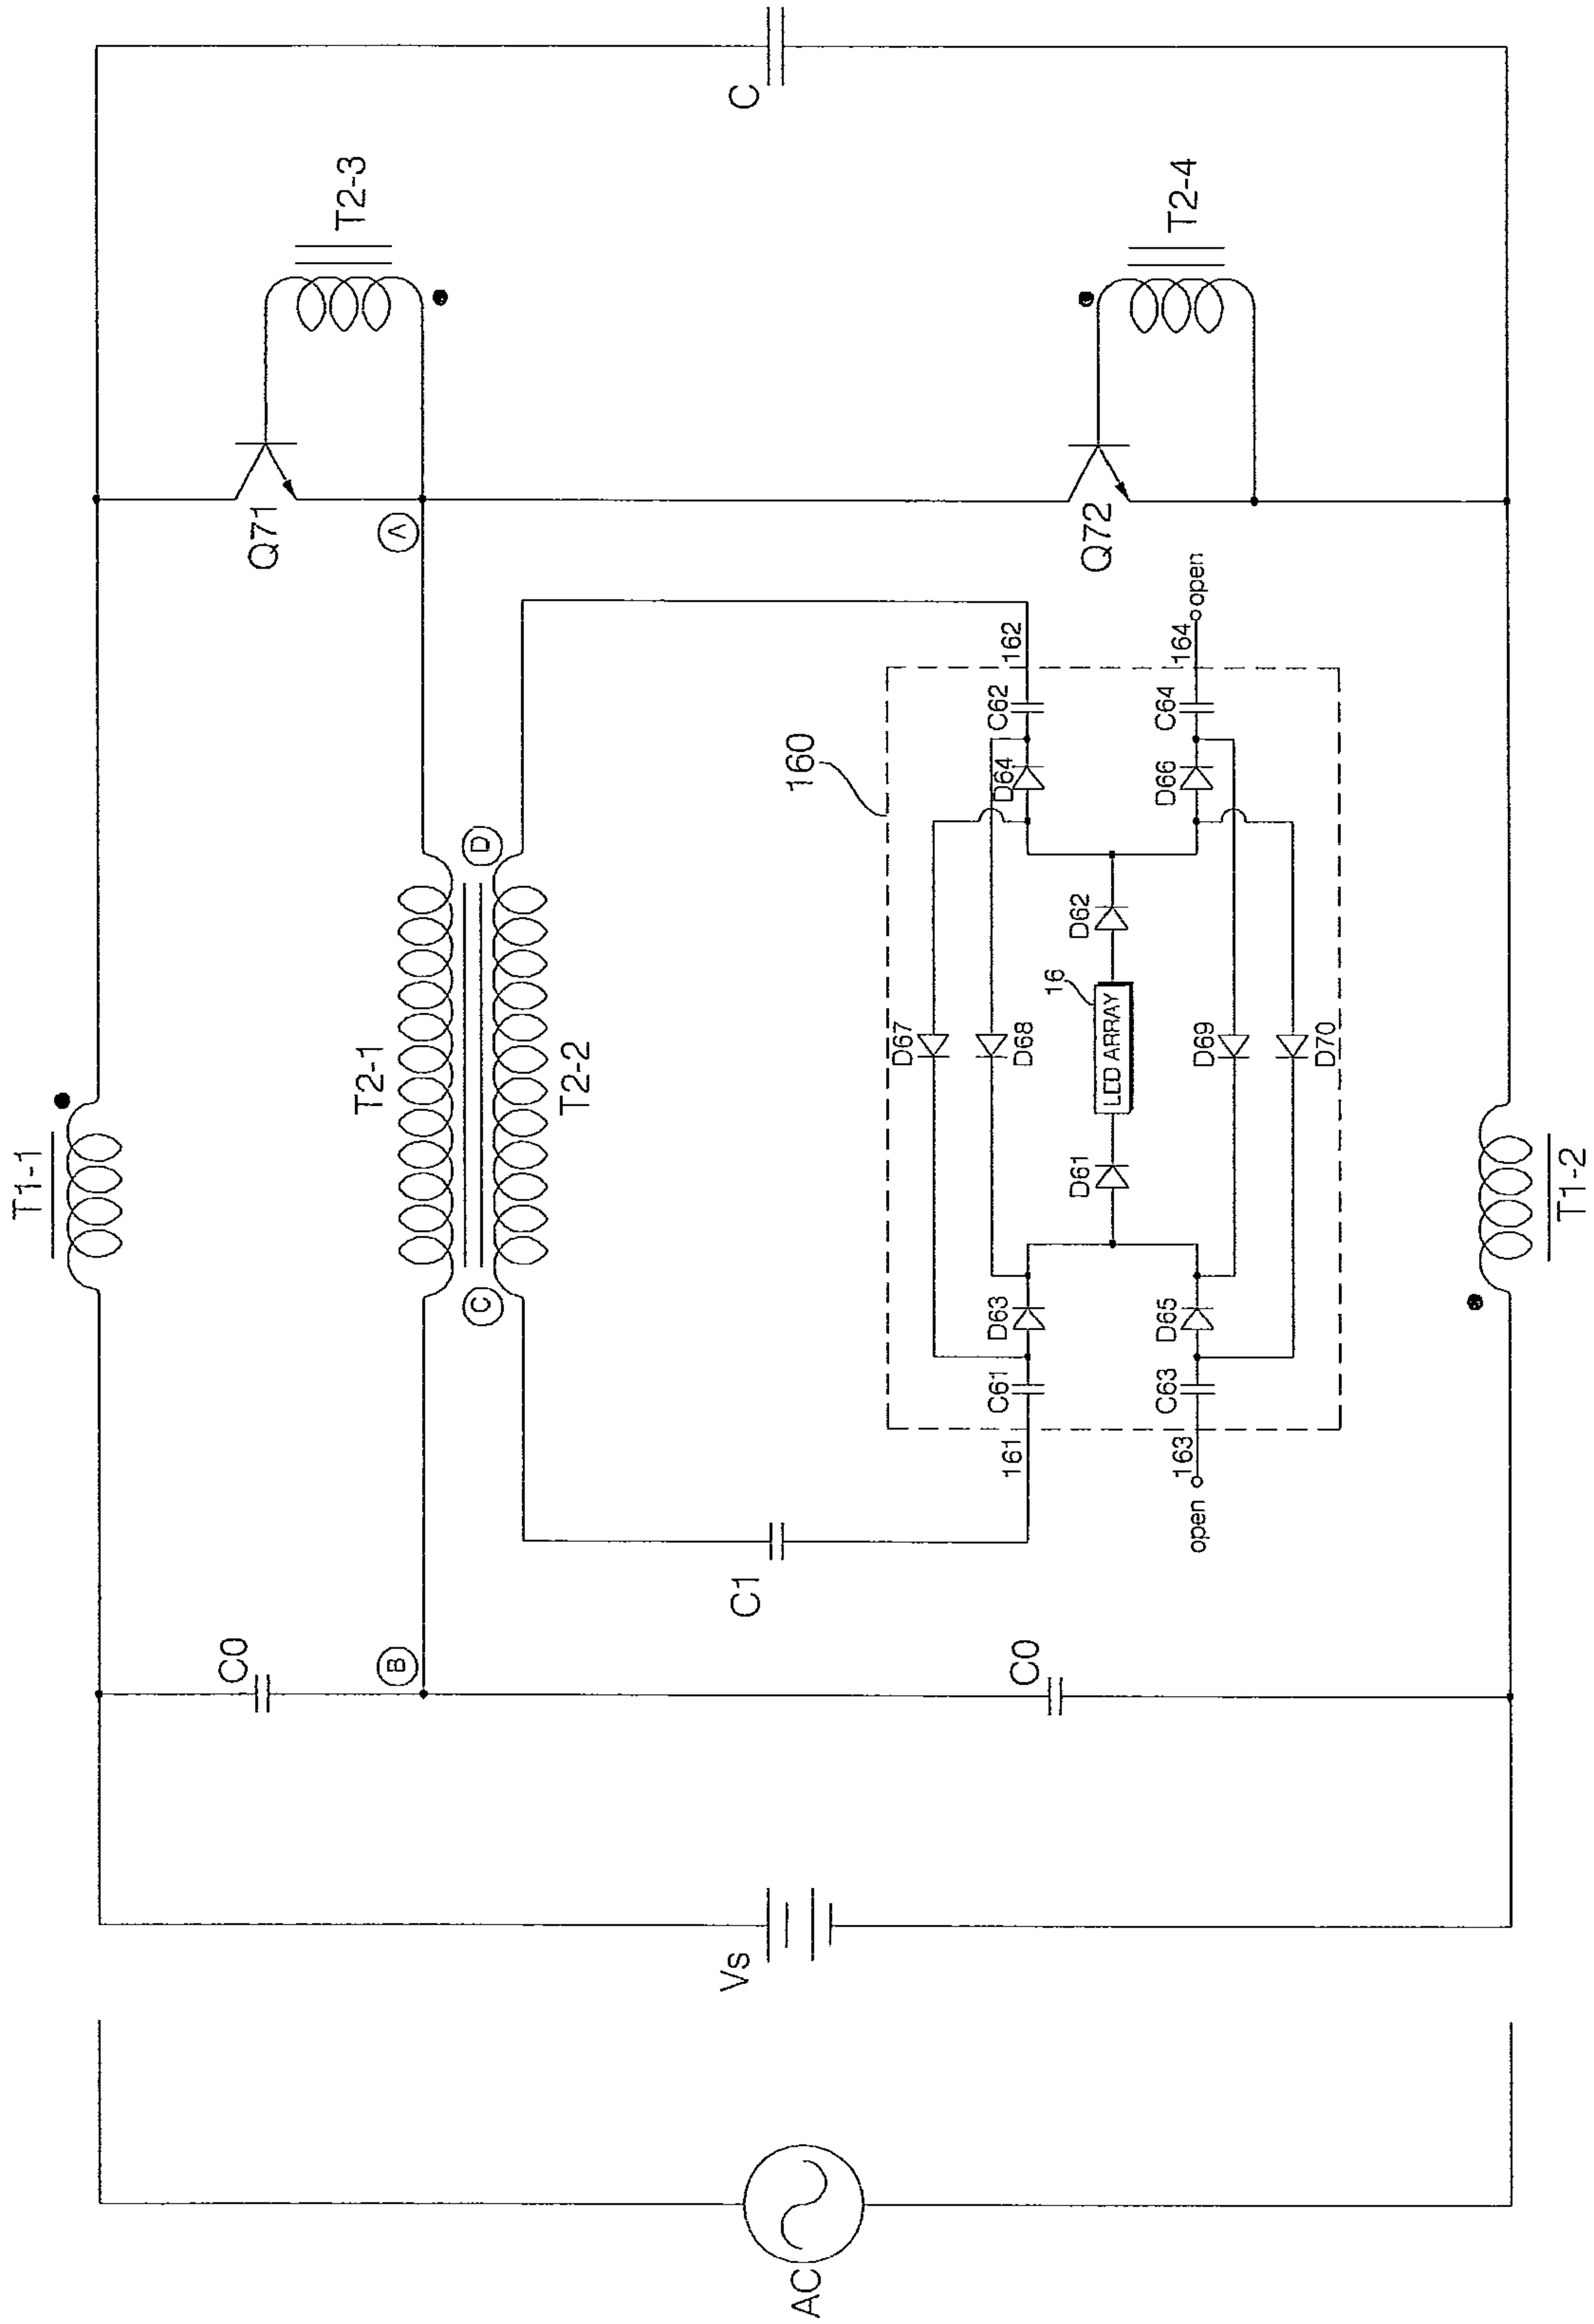 C
T2-3
T2-4
Q71
A
Q72
open
162
164
160
C62
C64
D64
D66
D
D62
16
T1-1
T2-1
T2-2
D67
D68
LCD ARRAY
D69
D70
T1-2
D61
C
D63
D65
C61
C63
161
163
open
C1
C0
B
C0
Vs
AC